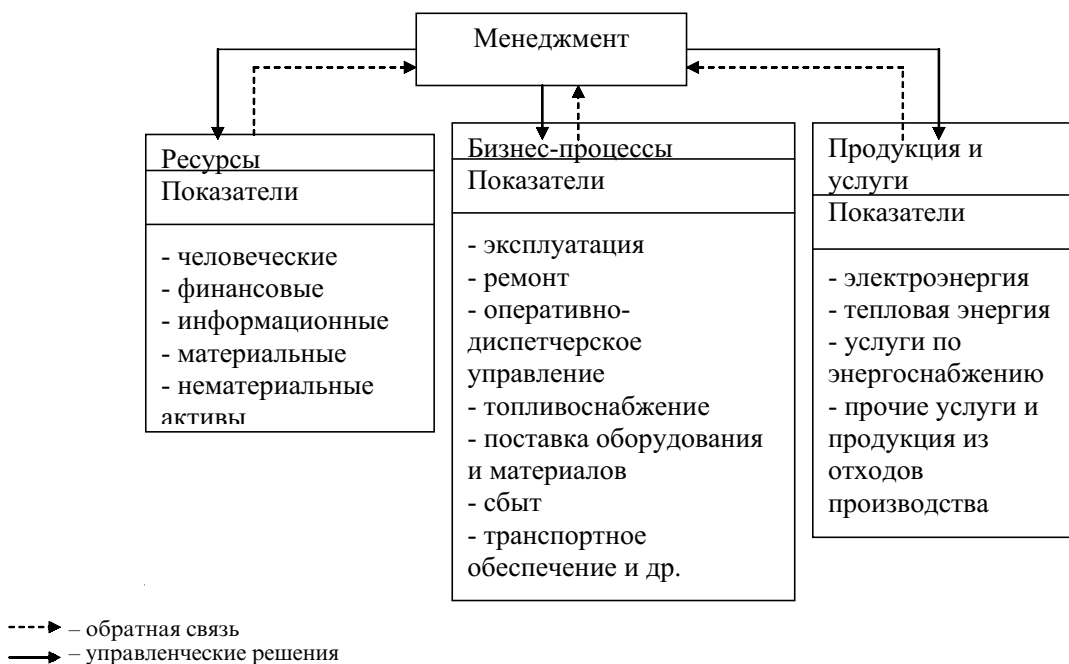 Менеджмент
Ресурсы
Показатели
- человеческие
- финансовые
- информационные
- материальные
- нематериальные
активы
Бизнес-процессы
Показатели
- эксплуатация
- ремонт
- оперативно-
диспетчерское
управление
- топливоснабжение
- поставка оборудования
и материалов
- сбыт
- транспортное
обеспечение и др.
Продукция и
услуги
Показатели
- электроэнергия
- тепловая энергия
- услуги по
энергоснабжению
- прочие услуги и
продукция из
отходов
производства
– обратная связь
– управленческие решения